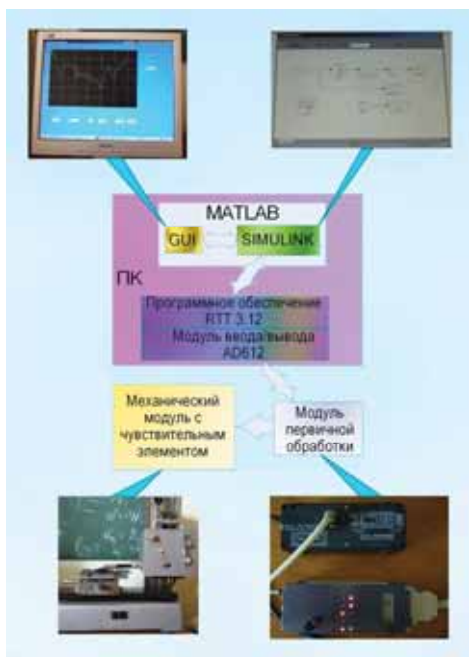 MATLAB
GUI
SIMULINK
ПК
Программное обеспечение
RTT 3.12
Модуль ввода/вывода
AD612
Механический
модуль с
чувствительным
элементом
Модуль
первичной
обработки